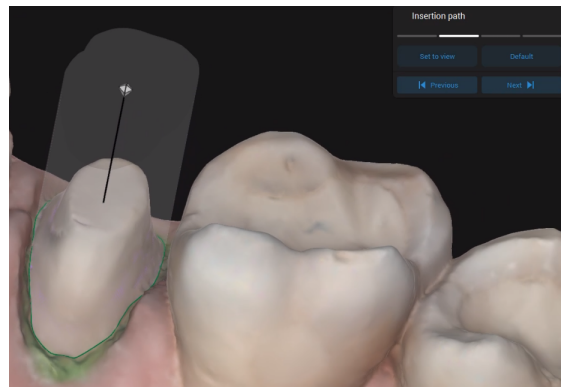 Insertion path
Set to view
Default
Previous
Next